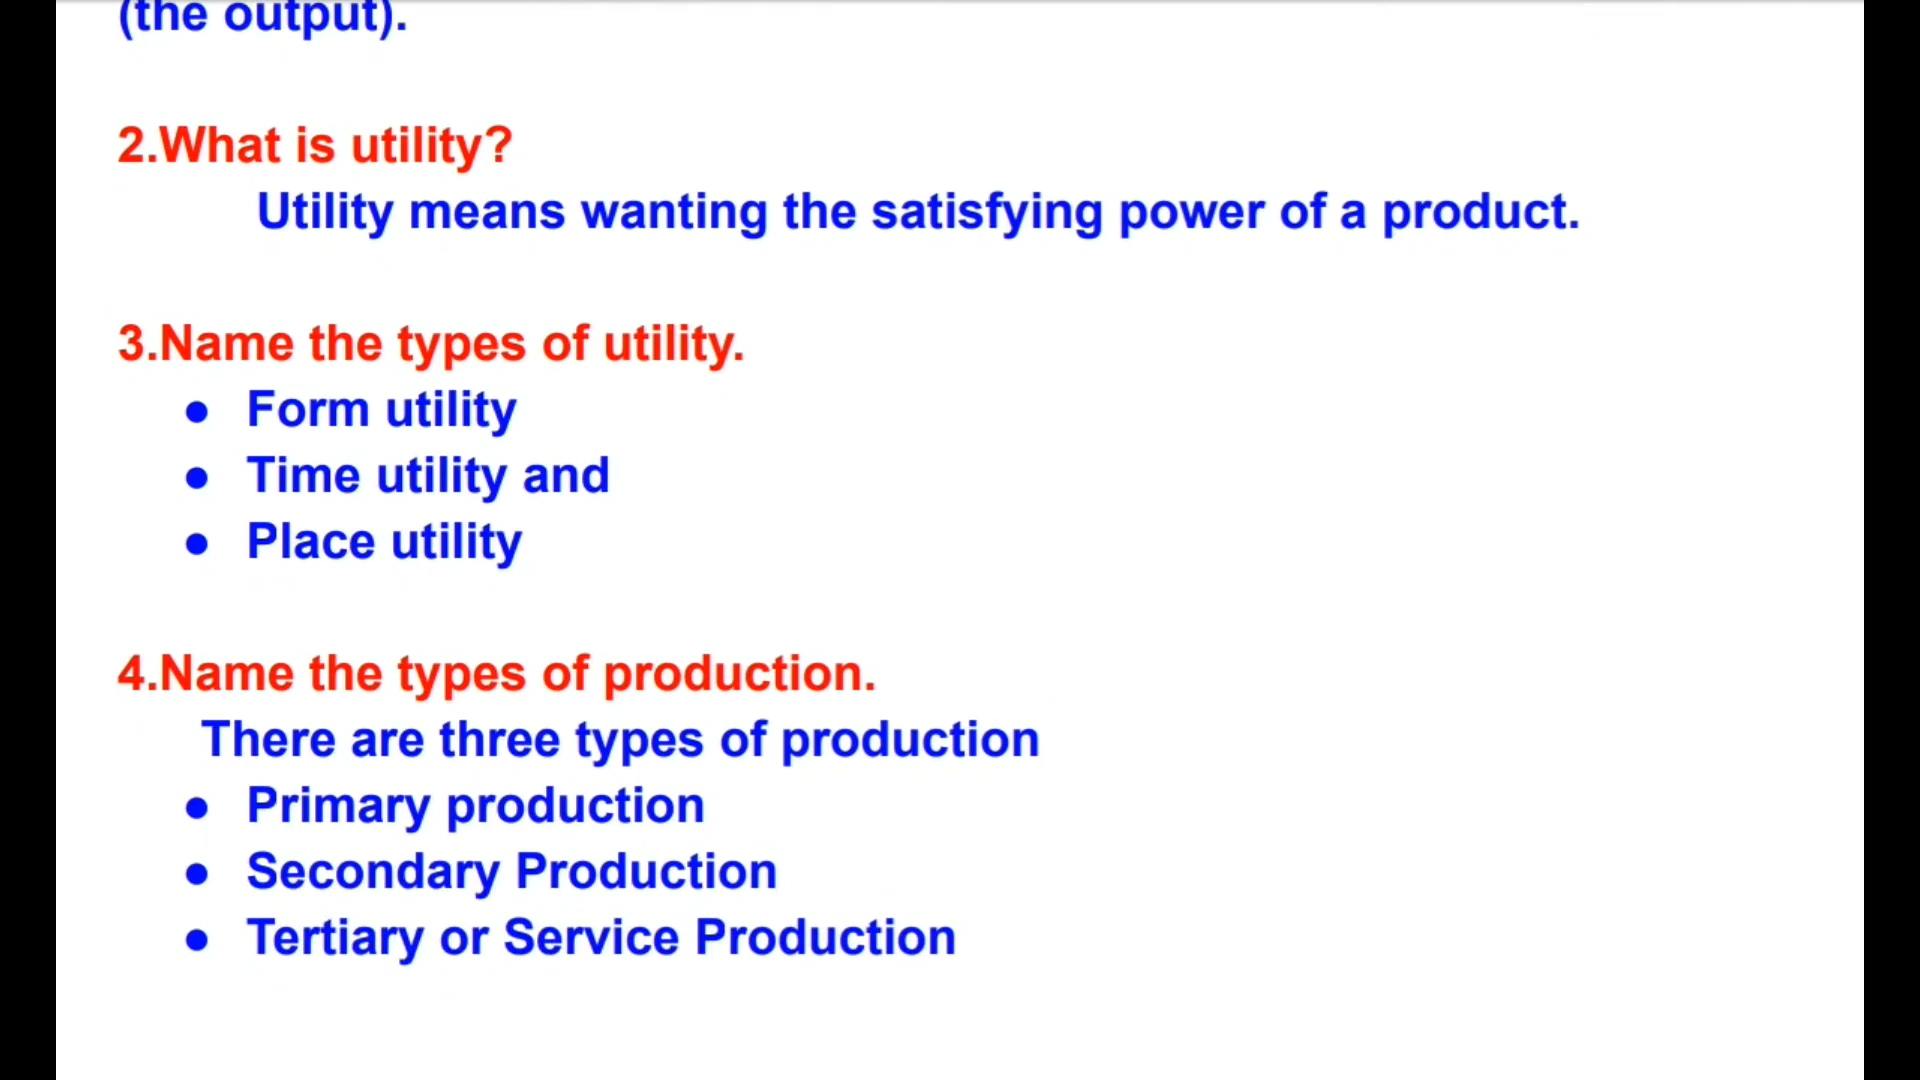 (the output).
2.What is utility?
Utility means wanting the satisfying power of a product.
3.Name the types of utility.
● Form utility
● Time utility and
● Place utility
4.Name the types of production.
There are three types of production
● Primary production
● Secondary Production
● Tertiary or Service Production